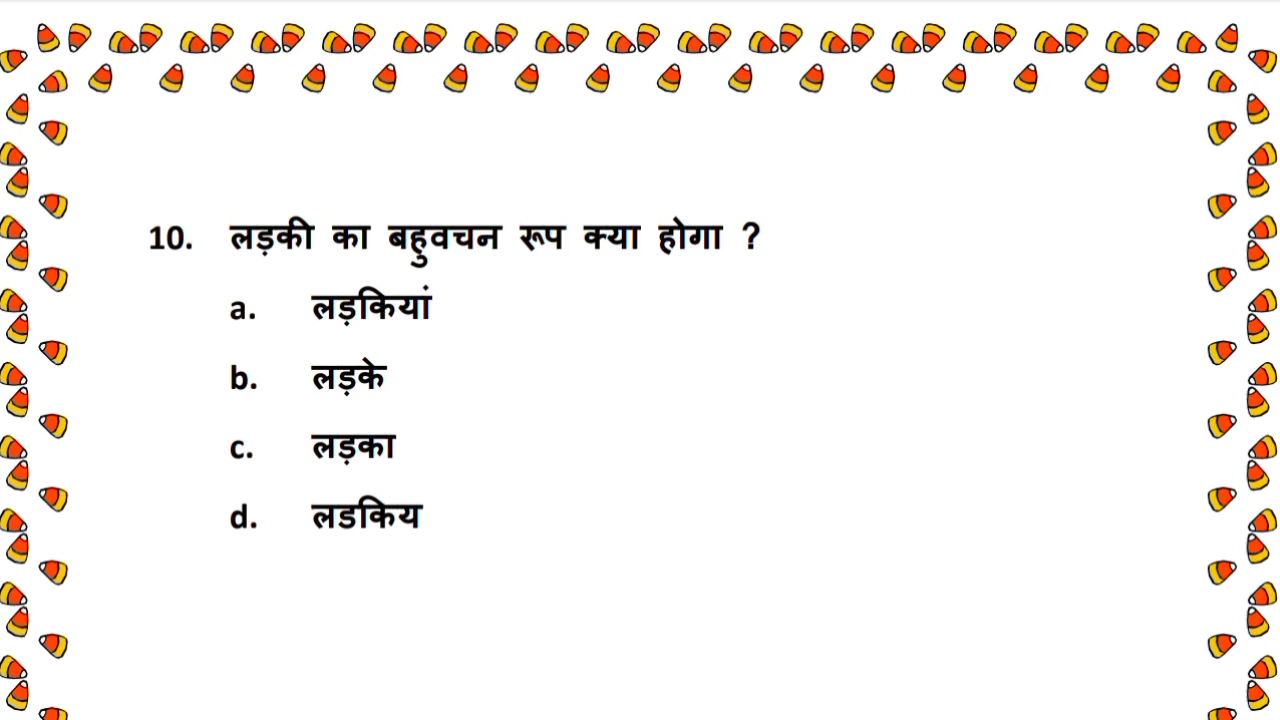 10. लड़की का बहुवचन रूप क्या होगा ?
a. लड़कियां
b. लड़के
c. लड़का
d. लडकिय